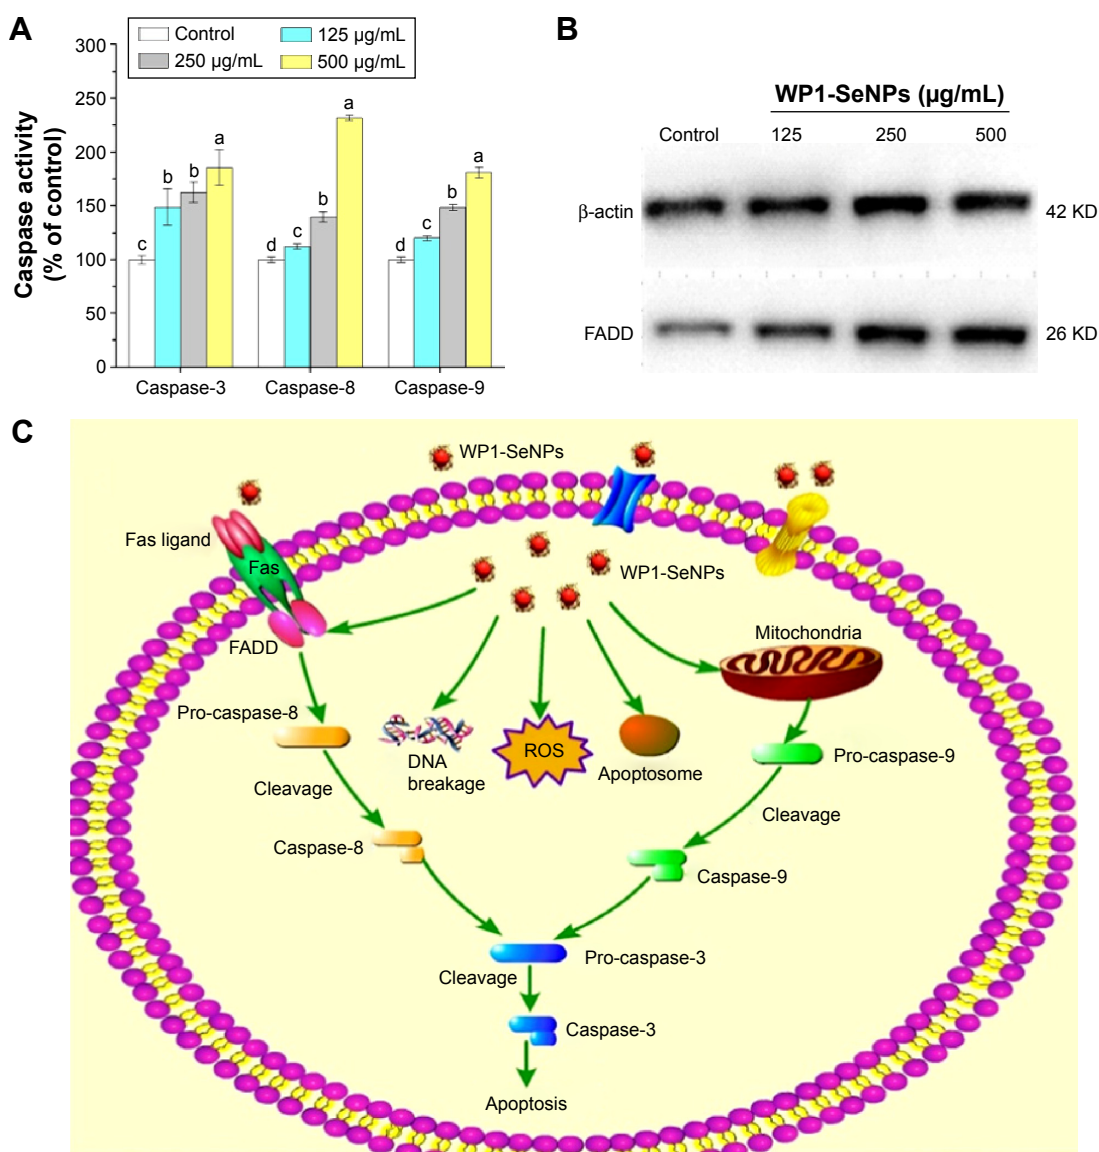 A
Control
125 μg/mL
250 μg/mL
500 μg/mL
Caspase activity
(% of control)
300
250
200
150
100
50
0
c
b
b
a
d
c
b
a
d
c
b
a
Caspase-3
Caspase-8
Caspase-9
B
WP1-SeNPs (μg/mL)
Control
125
250
500
β-actin
42 KD
FADD
26 KD
C
WP1-SeNPs
Fas ligand
Fas
WP1-SeNPs
FADD
Mitochondria
Pro-caspase-8
DNA
breakage
ROS
Apoptosome
Pro-caspase-9
Cleavage
Cleavage
Caspase-8
Caspase-9
Pro-caspase-3
Cleavage
Caspase-3
Apoptosis